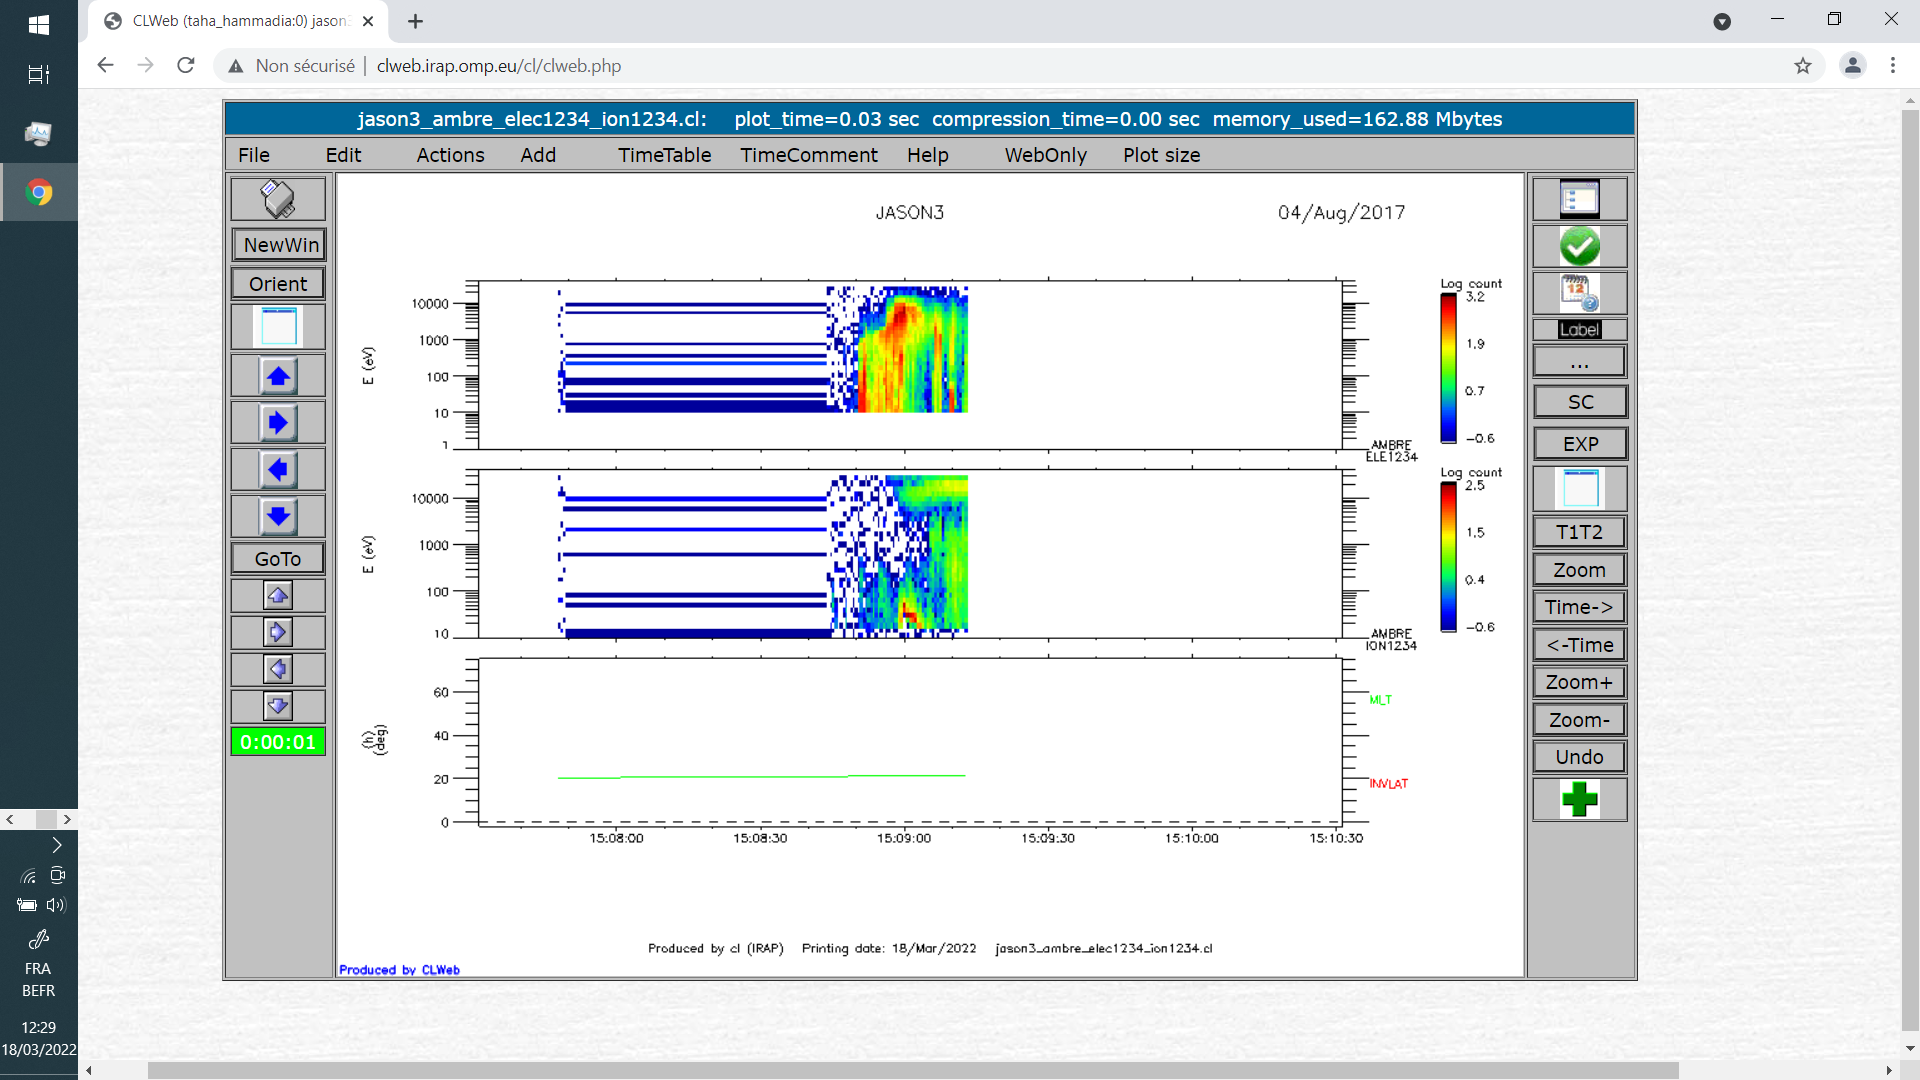 CLWeb (taha_hammadia:0) jason3
Non sécurisé | clweb.irap.omp.eu/cl/clweb.php
jason3_ambre_elec1234_ion1234.cl: plot_time=0.03 sec compression_time=0.00 sec memory_used=162.88 Mbytes
File Edit Actions Add TimeTable TimeComment Help WebOnly Plot size
NewWin
Orient
GoTo
0:00:01
JASON3
04/Aug/2017
E (eV)
10000
1000
100
10
1
Log count
3.2
1.9
0.7
-0.6
AMBRE
ELE1234
E (eV)
10000
1000
100
10
Log count
2.5
1.5
0.4
-0.6
AMBRE
ION1234
(h)
(deg)
60
40
20
0
MLT
INVLAT
15:08:00 15:08:30 15:09:00 15:09:30 15:10:00 15:10:30
Produced by cl (IRAP) Printing date: 18/Mar/2022 jason3_ambre_elec1234_ion1234.cl
Produced by CLWeb
12
Label
...
SC
EXP
T1T2
Zoom
Time->
<-Time
Zoom+
Zoom-
Undo
FRA
BEFR
12:29
18/03/2022